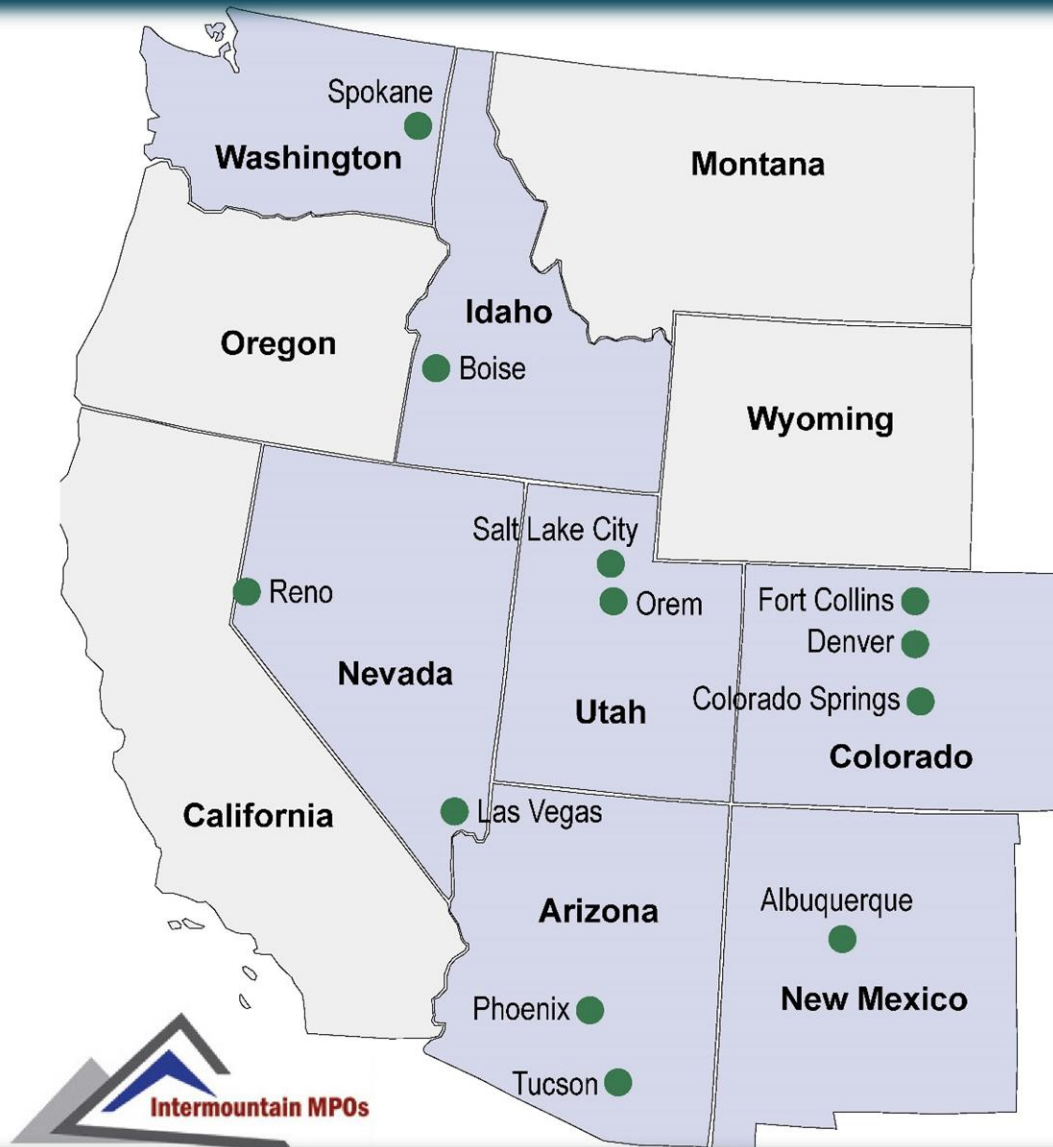 Spokane
Washington
Montana
Idaho
Oregon
Boise
Wyoming
Salt Lake City
Reno
Orem
Fort Collins
Denver
Nevada
Colorado Springs
Utah
Colorado
California
Las Vegas
Arizona
Albuquerque
New Mexico
Phoenix
Tucson
Intermountain MPOs